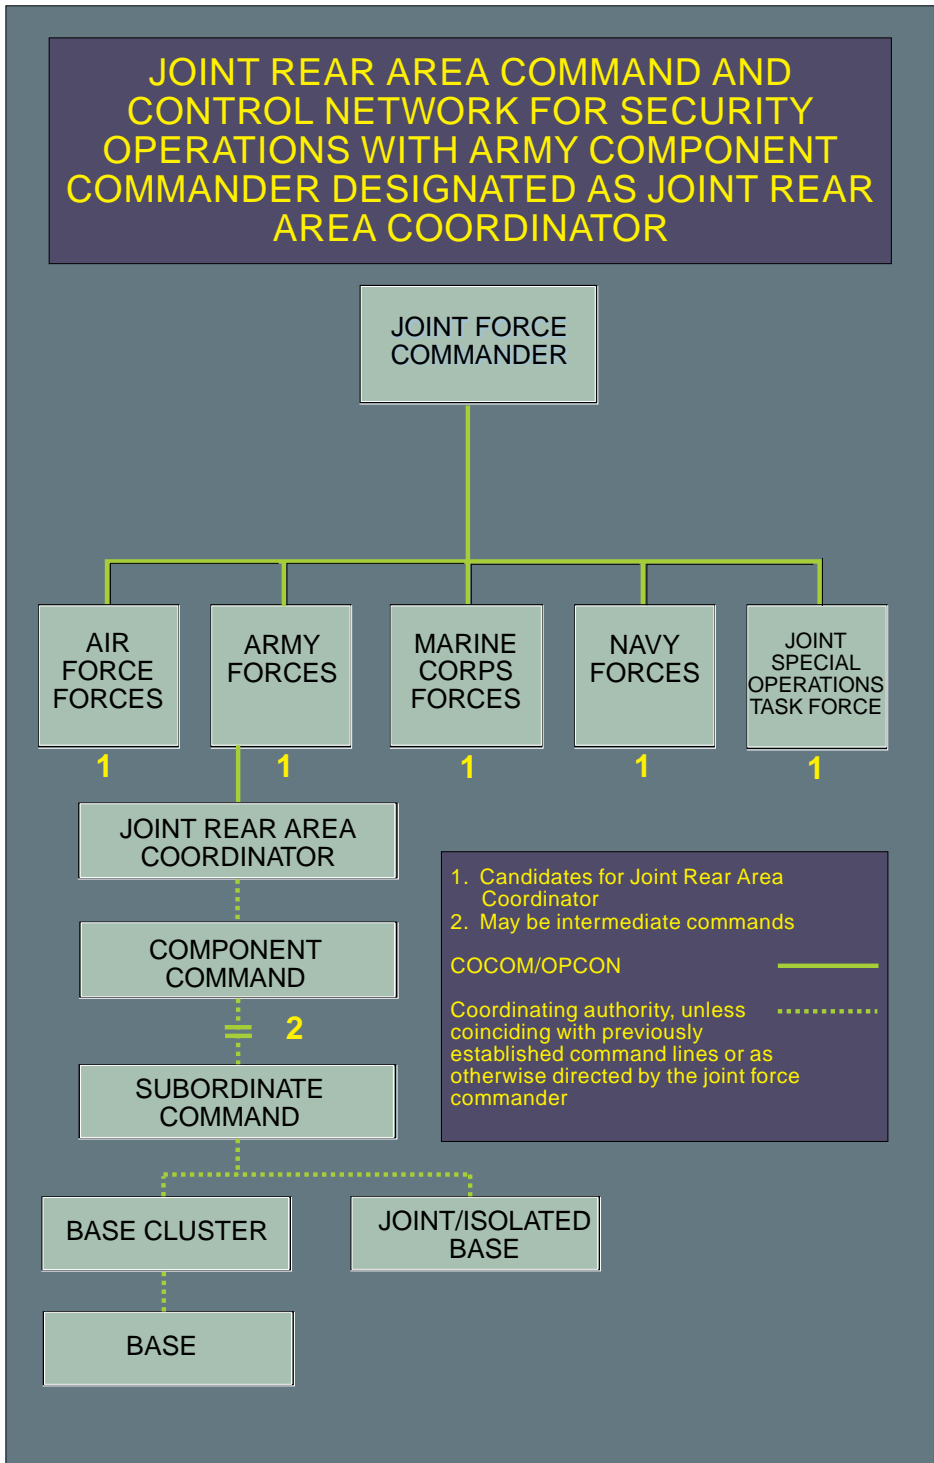 JOINT REAR AREA COMMAND AND
CONTROL NETWORK FOR SECURITY
OPERATIONS WITH ARMY COMPONENT
COMMANDER DESIGNATED AS JOINT REAR
AREA COORDINATOR
JOINT FORCE
COMMANDER
AIR
FORCE
FORCES
1
ARMY
FORCES
1
MARINE
CORPS
FORCES
1
NAVY
FORCES
1
JOINT
SPECIAL
OPERATIONS
TASK FORCE
1
JOINT REAR AREA
COORDINATOR
COMPONENT
COMMAND
2
SUBORDINATE
COMMAND
BASE CLUSTER
JOINT/ISOLATED
BASE
BASE
1. Candidates for Joint Rear Area
Coordinator
2. May be intermediate commands
COCOM/OPCON
Coordinating authority, unless
coinciding with previously
established command lines or as
otherwise directed by the joint force
commander